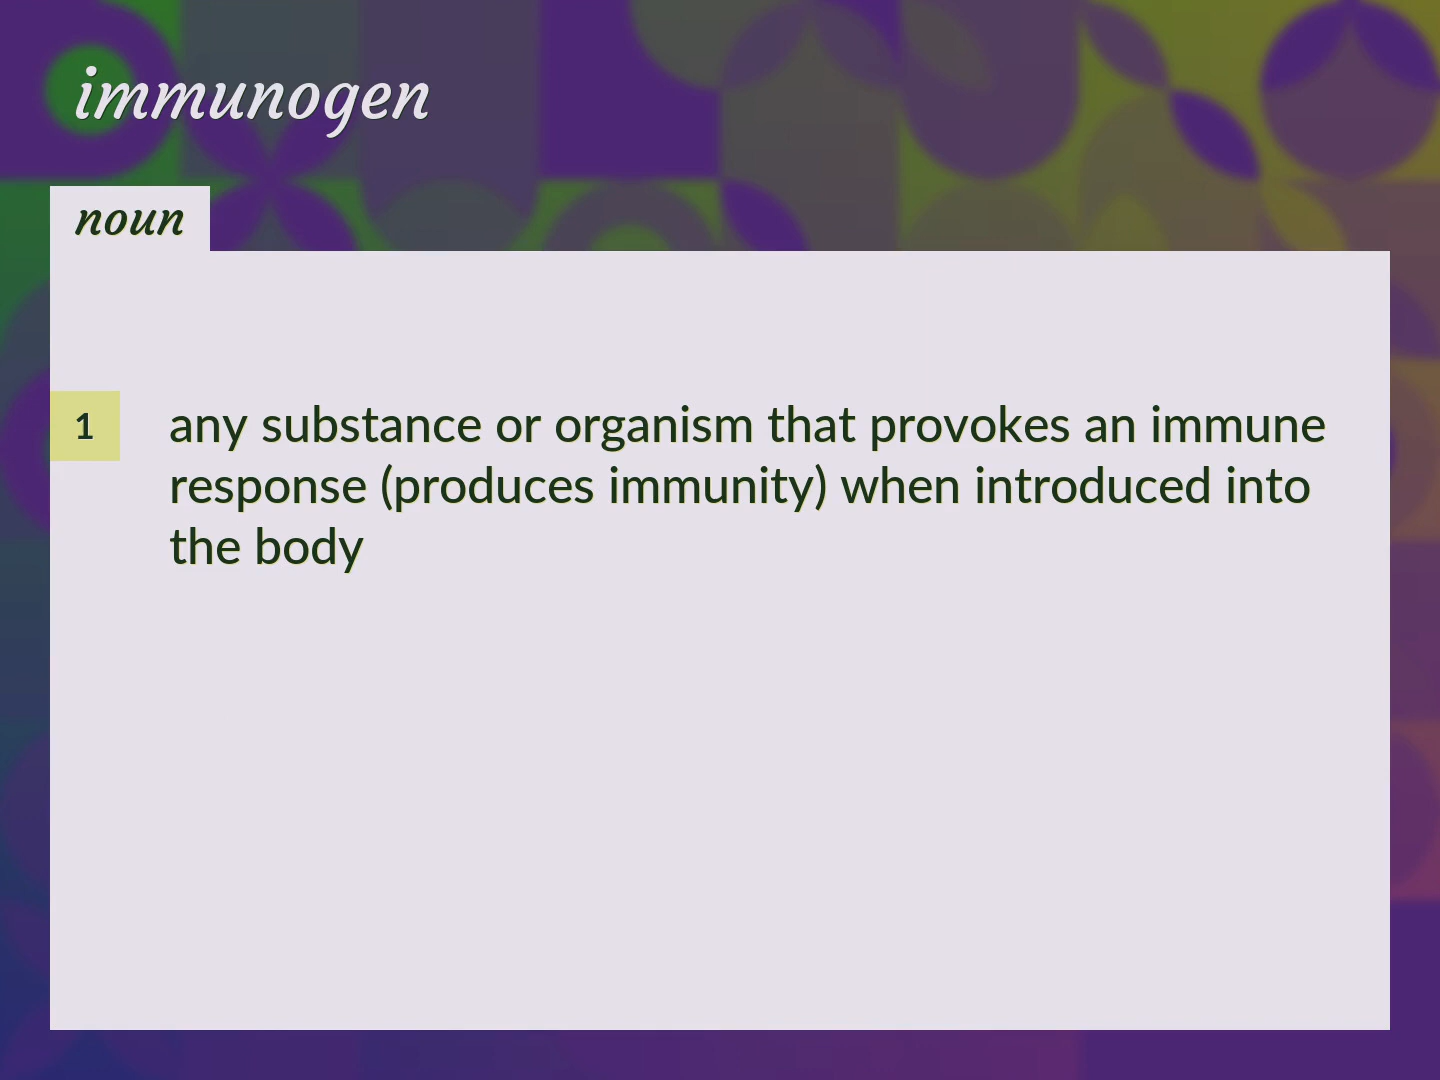 immunogen
noun
1
any substance or organism that provokes an immune
response (produces immunity) when introduced into
the body